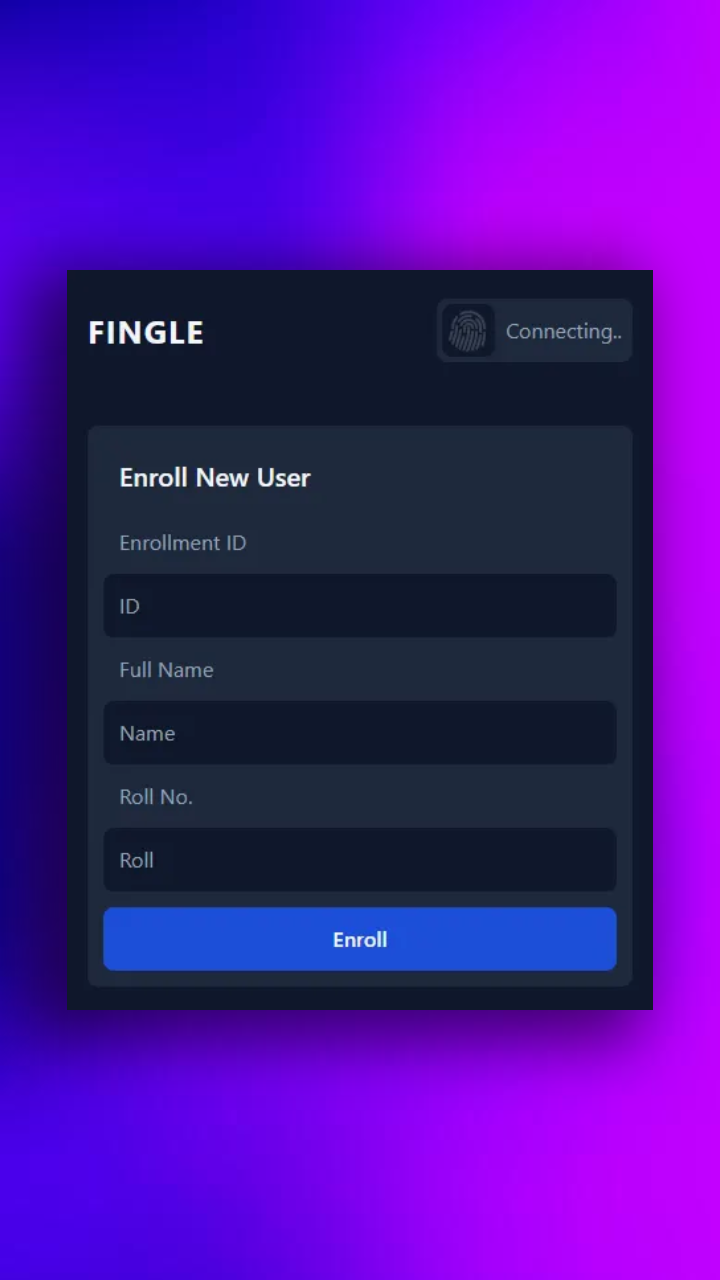 FINGLE
Connecting..
Enroll New User
Enrollment ID
ID
Full Name
Name
Roll No.
Roll
Enroll